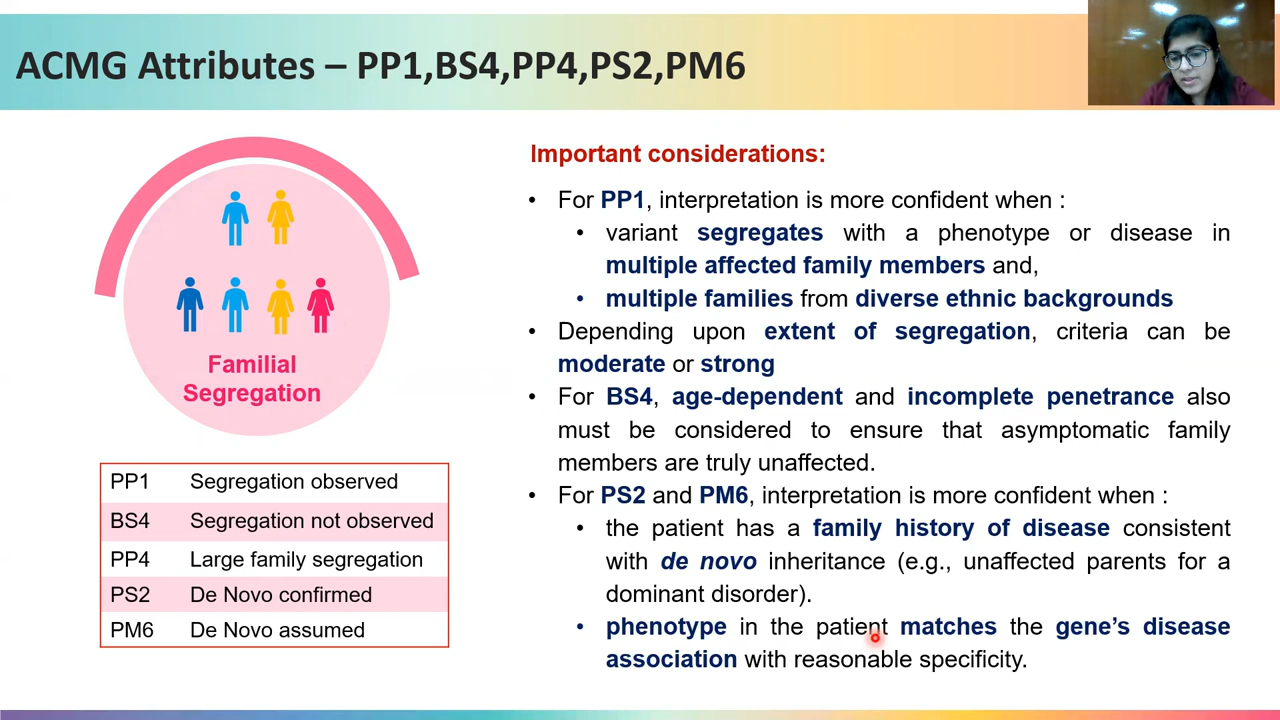 ACMG Attributes – PP1,BS4,PP4,PS2,PM6
Familial
Segregation
PP1 Segregation observed
BS4 Segregation not observed
PP4 Large family segregation
PS2 De Novo confirmed
PM6 De Novo assumed
Important considerations:
• For PP1, interpretation is more confident when :
• variant segregates with a phenotype or disease in
multiple affected family members and,
• multiple families from diverse ethnic backgrounds
• Depending upon extent of segregation, criteria can be
moderate or strong
• For BS4, age-dependent and incomplete penetrance also
must be considered to ensure that asymptomatic family
members are truly unaffected.
• For PS2 and PM6, interpretation is more confident when :
• the patient has a family history of disease consistent
with de novo inheritance (e.g., unaffected parents for a
dominant disorder).
• phenotype in the patient matches the gene’s disease
association with reasonable specificity.